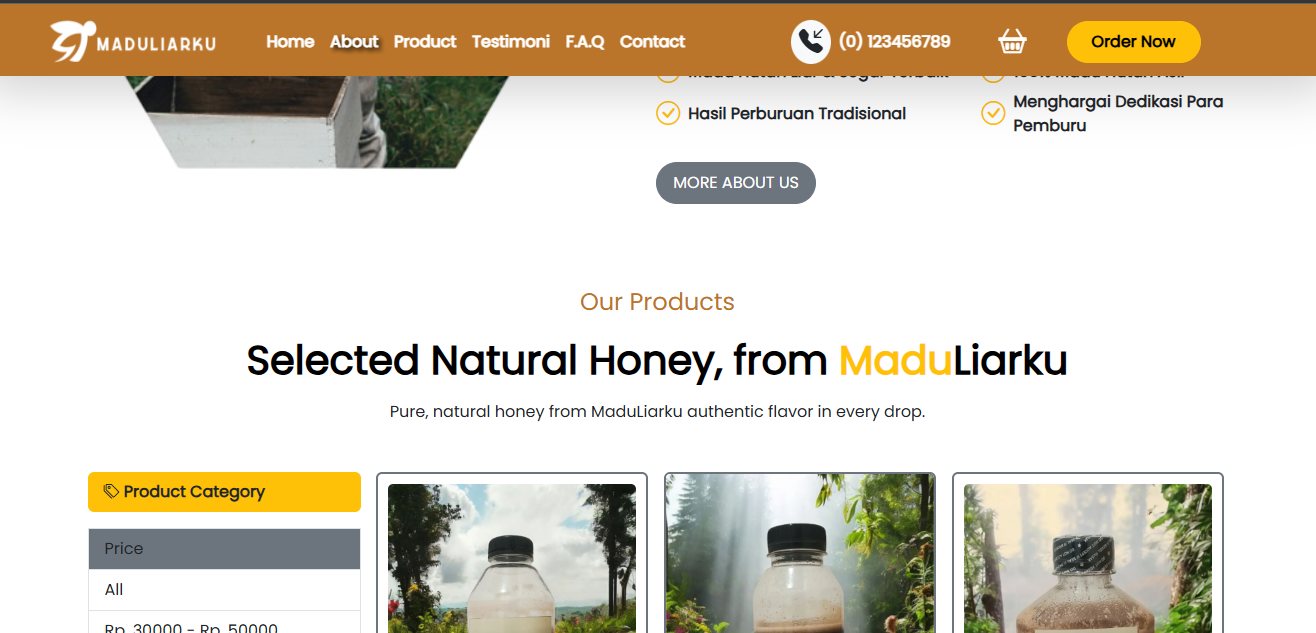 MADULIARKU
Home About Product Testimoni F.A.Q Contact
(0) 123456789
Order Now
Hasil Perburuan Tradisional
Menghargai Dedikasi Para
Pemburu
MORE ABOUT US
Our Products
Selected Natural Honey, from MaduLiarku
Pure, natural honey from MaduLiarku authentic flavor in every drop.
Product Category
Price
All
Rp. 30000 - Rp. 50000